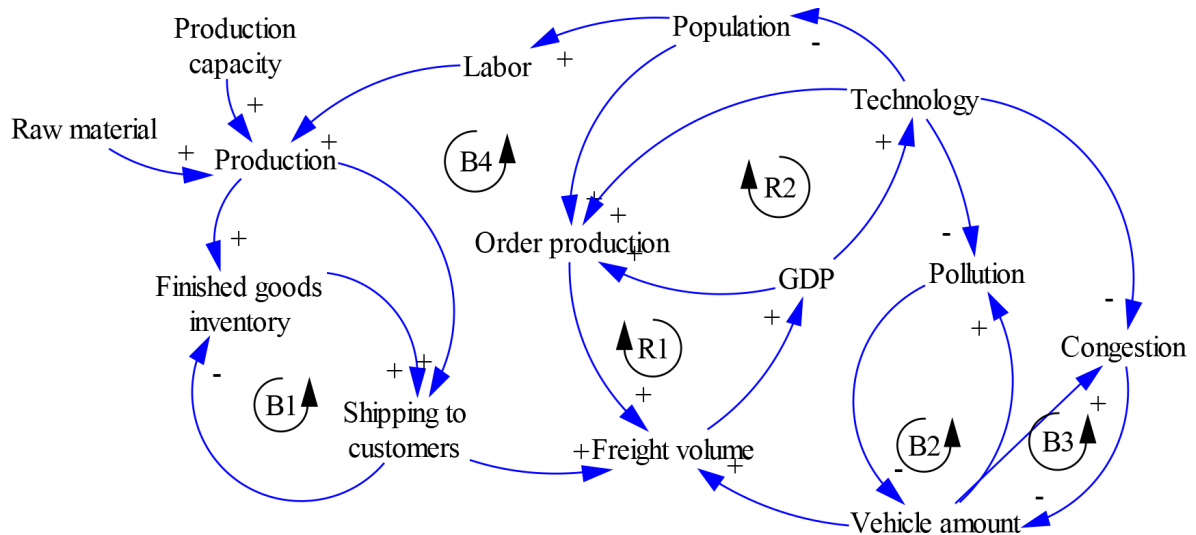 Production
capacity
Population
Labor
Technology
Raw material
Production
B4
R2
Order production
GDP
Pollution
Finished goods
inventory
R1
Congestion
B1
Shipping to
customers
Freight volume
B2
B3
Vehicle amount
+
+
+
+
-
+
+
+
+
+
-
+
-
+
+
+
-
+
+
-
+
+
-
-